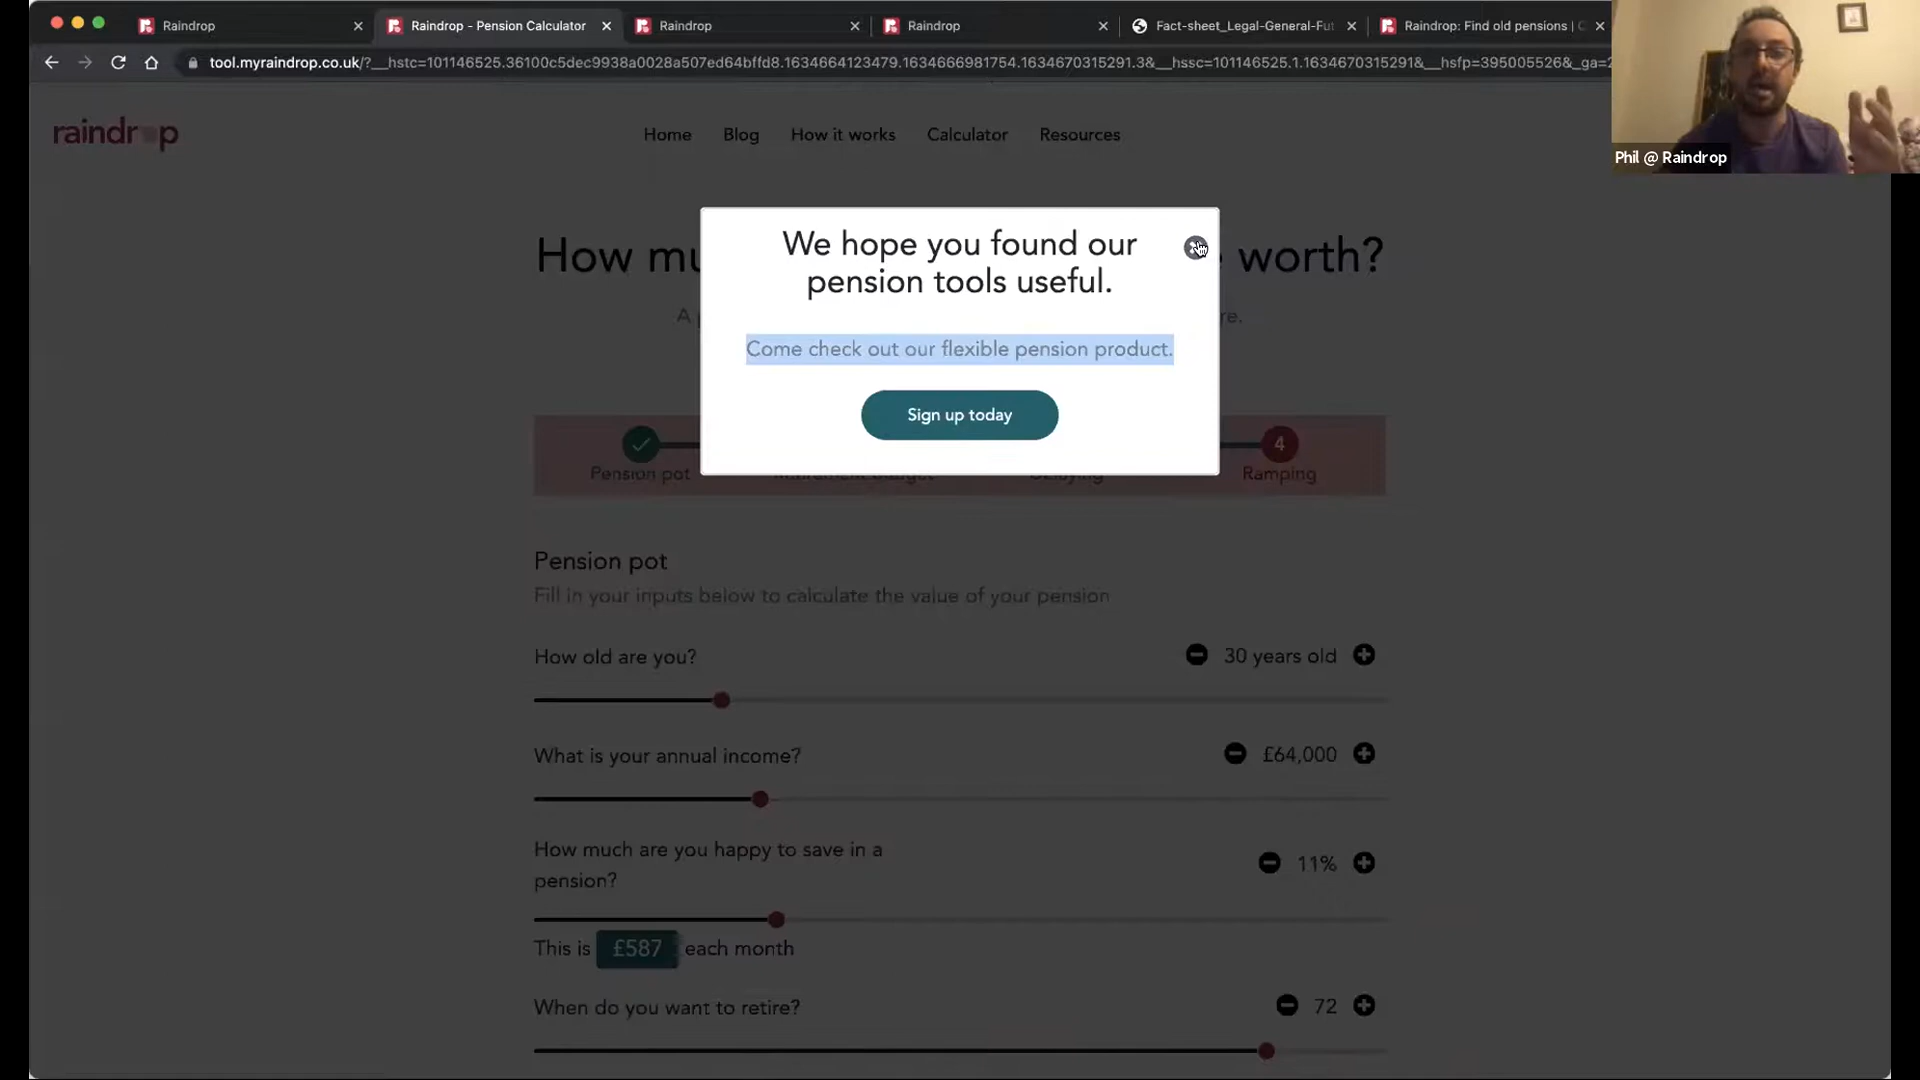 Raindrop
Raindrop - Pension Calculator
Raindrop
Raindrop
Fact-sheet_Legal-General-Fut
Raindrop: Find old pensions |
tool.myraindrop.co.uk/?__hstc=101146525.36100c5dec9938a0028a507ed64bffd8.1634664123479.1634666981754.1634670315291.3&__hssc=101146525.1.1634670315291&__hsfp=395005526&_ga=2
Phil @ Raindrop
raindrop
Home
Blog
How it works
Calculator
Resources
How mu
worth?
We hope you found our
pension tools useful.
Come check out our flexible pension product.
Sign up today
Pension pot
4
Ramping
Pension pot
Fill in your inputs below to calculate the value of your pension
How old are you?
30 years old
What is your annual income?
£64,000
How much are you happy to save in a
pension?
11%
This is £587 each month
When do you want to retire?
72